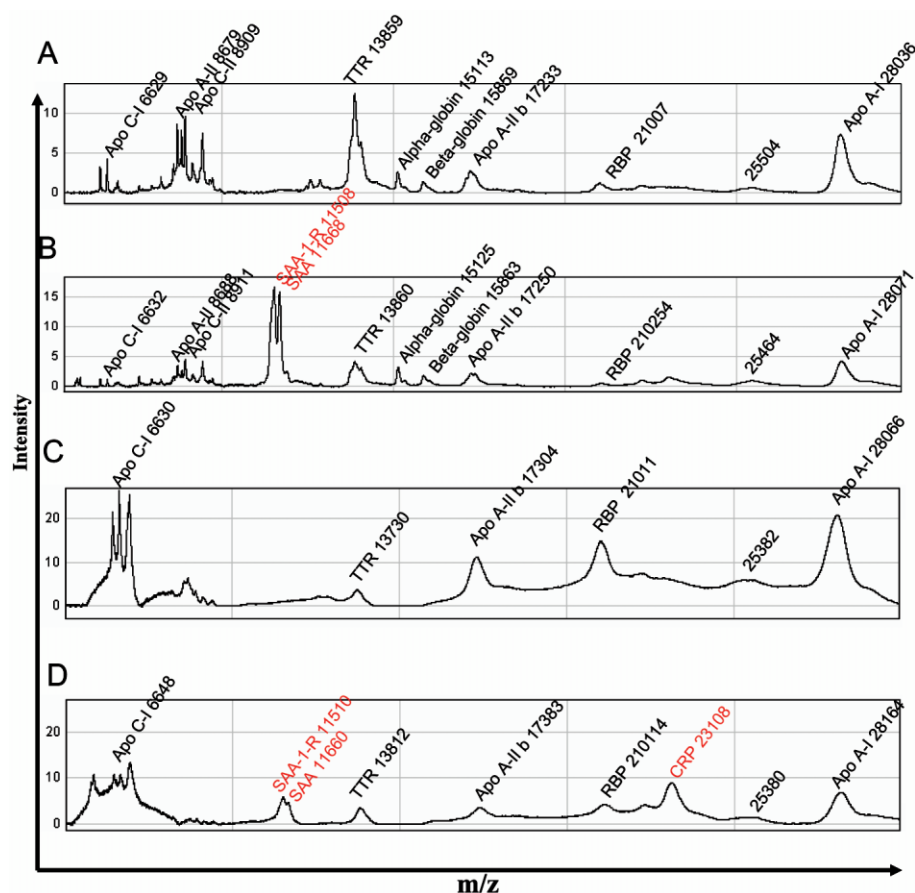 A
Apo C-I 6629
Apo A-II 8679
Apo C-II 8909
TTR 13859
Alpha-globin 15113
Beta-globin 15859
Apo A-II b 17233
RBP 21007
25504
Apo A-I 28036
10
5
0
B
Apo C-I 6632
Apo A-II 8688
Apo C-II 8911
SAA-1-R 11508
SAA 11668
TTR 13860
Alpha-globin 15125
Beta-globin 15863
Apo A-II b 17250
RBP 210254
25464
Apo A-I 28071
15
10
5
0
Intensity
C
Apo C-I 6630
TTR 13730
Apo A-II b 17304
RBP 21011
25382
Apo A-I 28066
20
10
0
D
Apo C-I 6648
SAA-1-R 11510
SAA 11660
TTR 13812
Apo A-II b 17383
RBP 210114
CRP 23108
25380
Apo A-I 28164
20
10
0
m/z